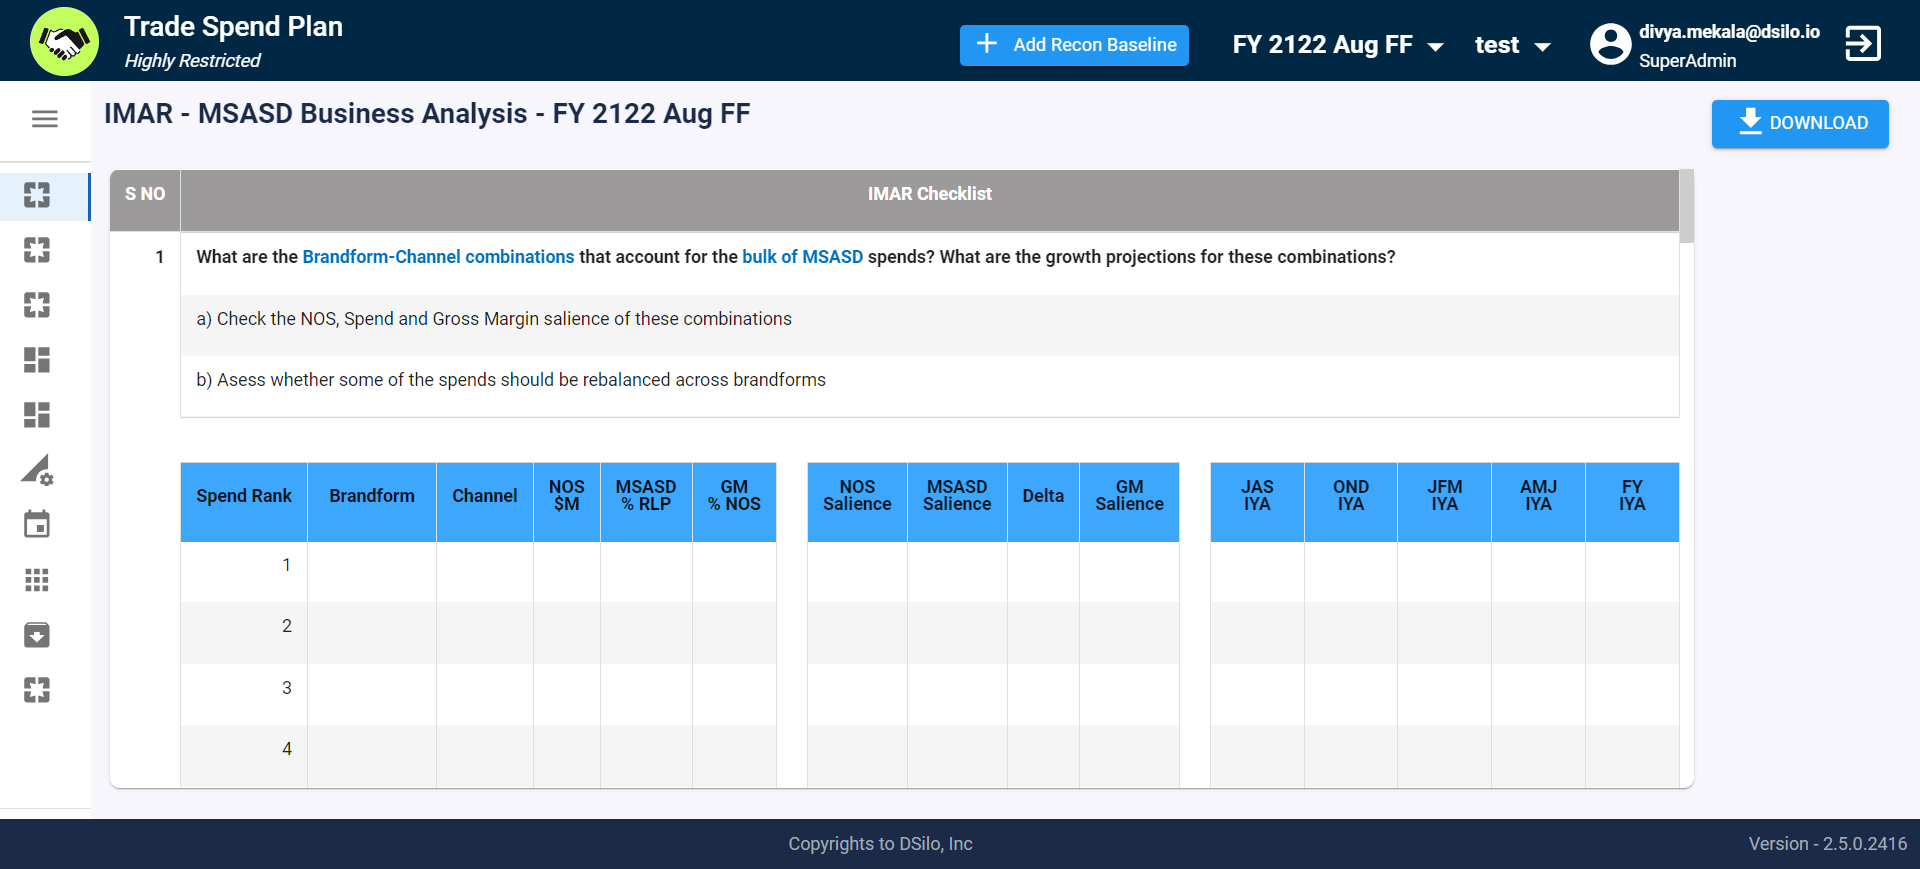 Trade Spend Plan
Highly Restricted
Add Recon Baseline
FY 2122 Aug FF
test
divya.mekala@dsilo.io
SuperAdmin
IMAR - MSASD Business Analysis - FY 2122 Aug FF
DOWNLOAD
S NO
IMAR Checklist
1
What are the Brandform-Channel combinations that account for the bulk of MSASD spends? What are the growth projections for these combinations?
a) Check the NOS, Spend and Gross Margin salience of these combinations
b) Asess whether some of the spends should be rebalanced across brandforms
Spend Rank
Brandform
Channel
NOS
$M
MSASD
% RLP
GM
% NOS
NOS
Salience
MSASD
Salience
Delta
GM
Salience
JAS
IYA
OND
IYA
JFM
IYA
AMJ
IYA
FY
IYA
1
2
3
4
Copyrights to DSilo, Inc
Version - 2.5.0.2416